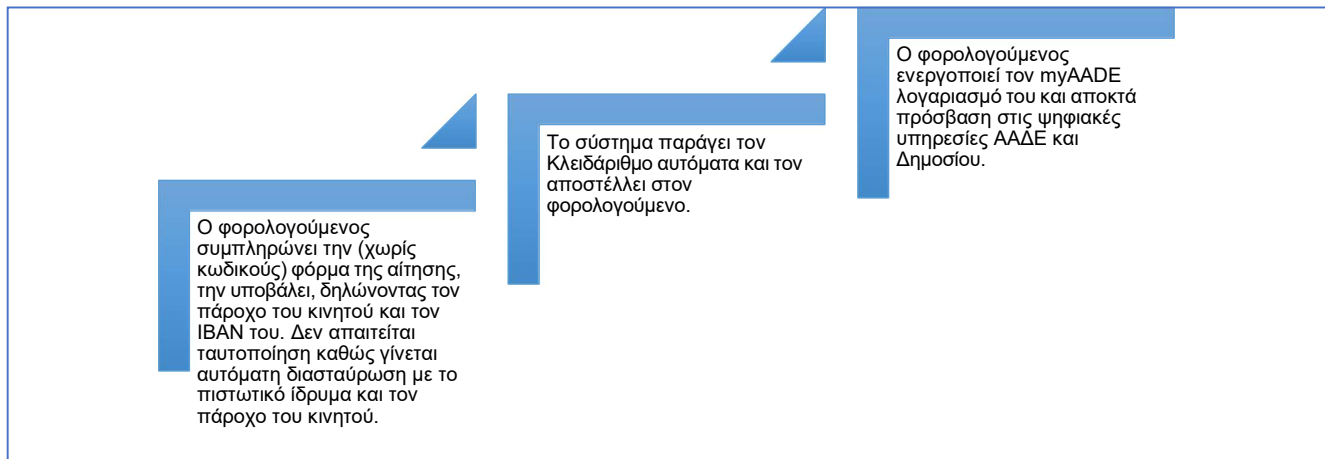 Ο φορολογούμενος
συμπληρώνει την (χωρίς
κωδικούς) φόρμα της αίτησης,
την υποβάλει, δηλώνοντας τον
πάροχο του κινητού και τον
IBAN του. Δεν απαιτείται
ταυτοποίηση καθώς γίνεται
αυτόματη διασταύρωση με το
πιστωτικό ίδρυμα και τον
πάροχο του κινητού.
Το σύστημα παράγει τον
Κλειδάριθμο αυτόματα και τον
αποστέλλει στον
φορολογούμενο.
Ο φορολογούμενος
ενεργοποιεί τον myAADE
λογαριασμό του και αποκτά
πρόσβαση στις ψηφιακές
υπηρεσίες ΑΑΔΕ και
Δημοσίου.